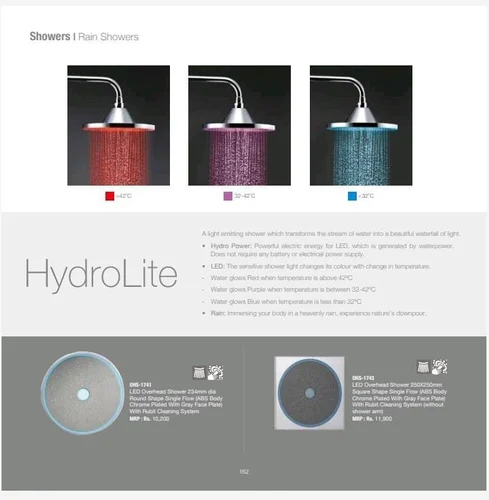 Showers | Rain Showers
>42˚C
32-42˚C
<32˚C
A light emitting shower which transforms the stream of water into a beautiful waterfall of light.
• Hydro Power: Powerful electric energy for LED, which is generated by waterpower.
Does not require any battery or electrical power supply.
HydroLite
• LED: The sensitive shower light changes its colour with change in temperature.
- Water glows Red when temperature is above 42ºC
- Water glows Purple when temperature is between 32-42ºC
- Water glows Blue when temperature is less than 32ºC
• Rain: Immersing your body in a heavenly rain, experience nature's downpour.
OHS-1741
LED Overhead Shower 234mm dia
Round Shape Single Flow (ABS Body
Chrome Plated With Gray Face Plate)
With Rubit Cleaning System
MRP : Rs. 10,200
OHS-1743
LED Overhead Shower 250X250mm
Square Shape Single Flow (ABS Body
Chrome Plated With Gray Face Plate)
With Rubit Cleaning System (without
shower arm)
MRP : Rs. 11,900
162